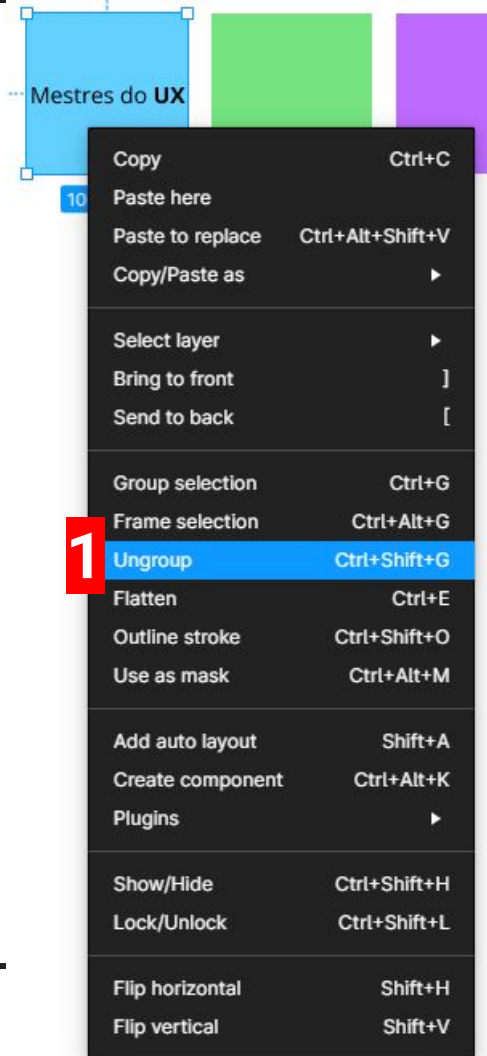 Mestres do UX
10
Copy Ctrl+C
Paste here
Paste to replace Ctrl+Alt+Shift+V
Copy/Paste as
Select layer
Bring to front ]
Send to back [
Group selection Ctrl+G
Frame selection Ctrl+Alt+G
1 Ungroup Ctrl+Shift+G
Flatten Ctrl+E
Outline stroke Ctrl+Shift+O
Use as mask Ctrl+Alt+M
Add auto layout Shift+A
Create component Ctrl+Alt+K
Plugins
Show/Hide Ctrl+Shift+H
Lock/Unlock Ctrl+Shift+L
Flip horizontal Shift+H
Flip vertical Shift+V